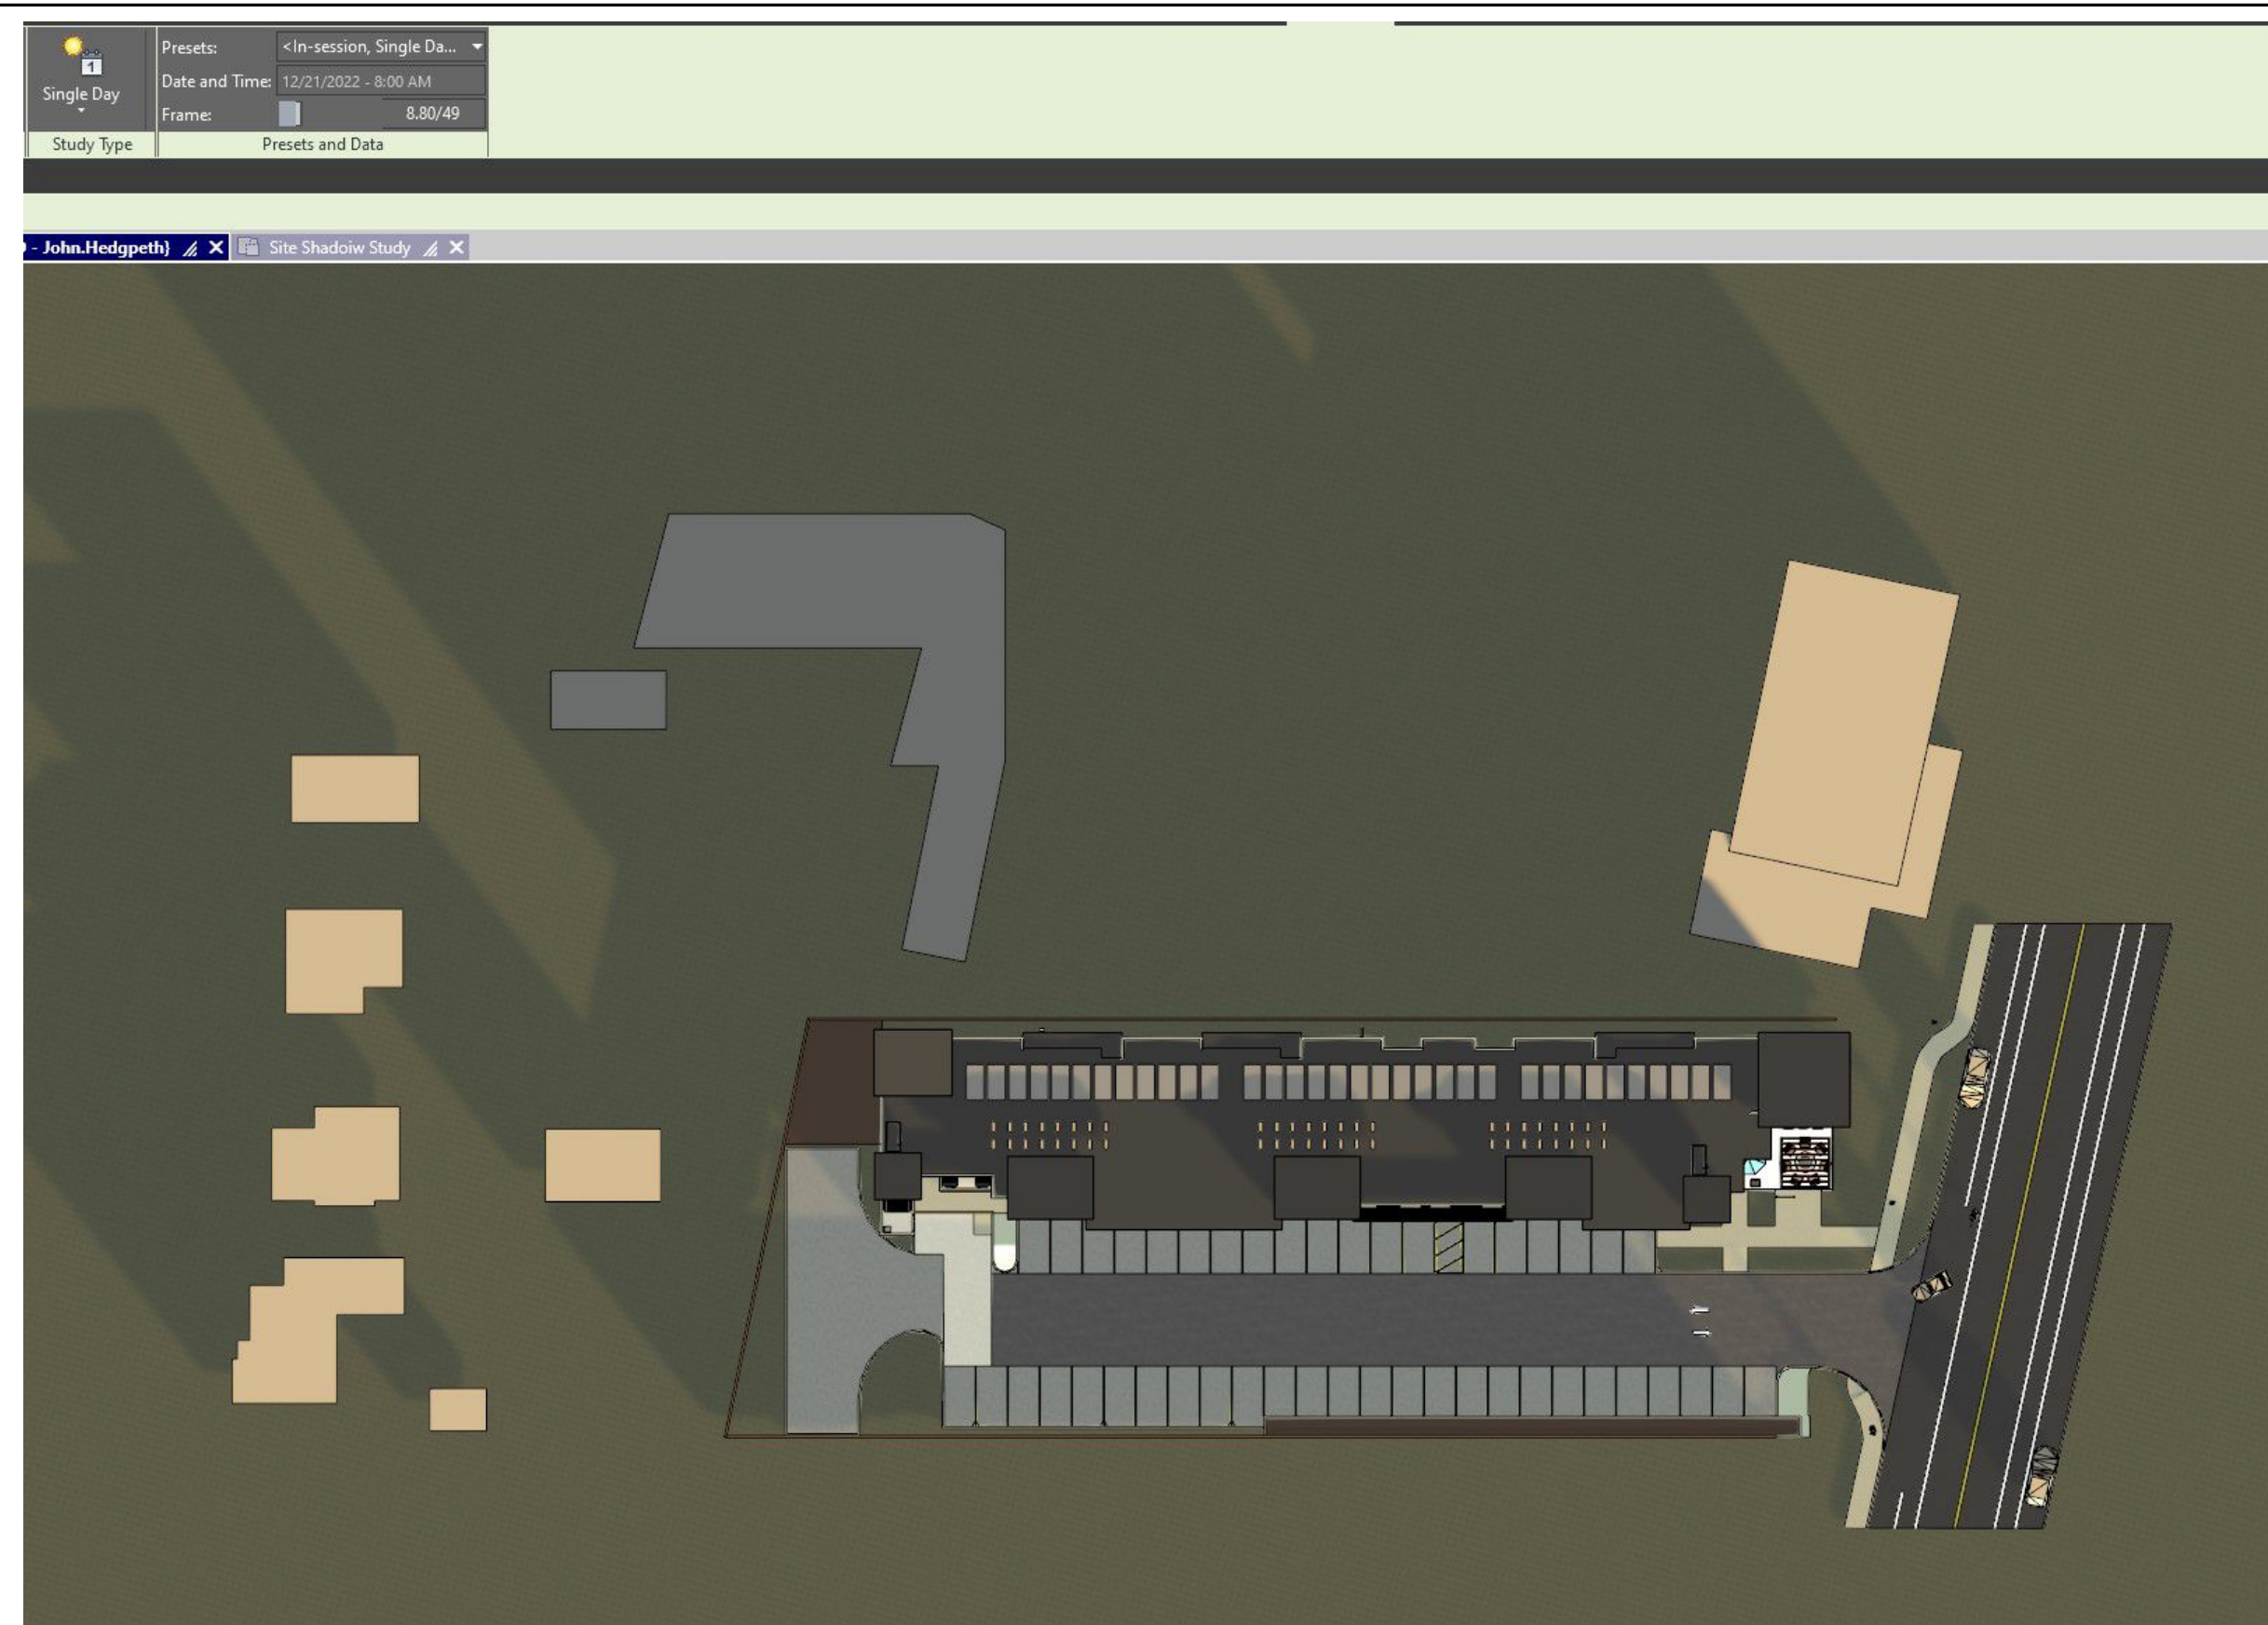 Presets: <In-session, Single Da...
1
Date and Time: 12/21/2022 - 8:00 AM
Single Day
Frame: 8.80/49
Study Type Presets and Data
- John.Hedgpeth} Site Shadoiw Study